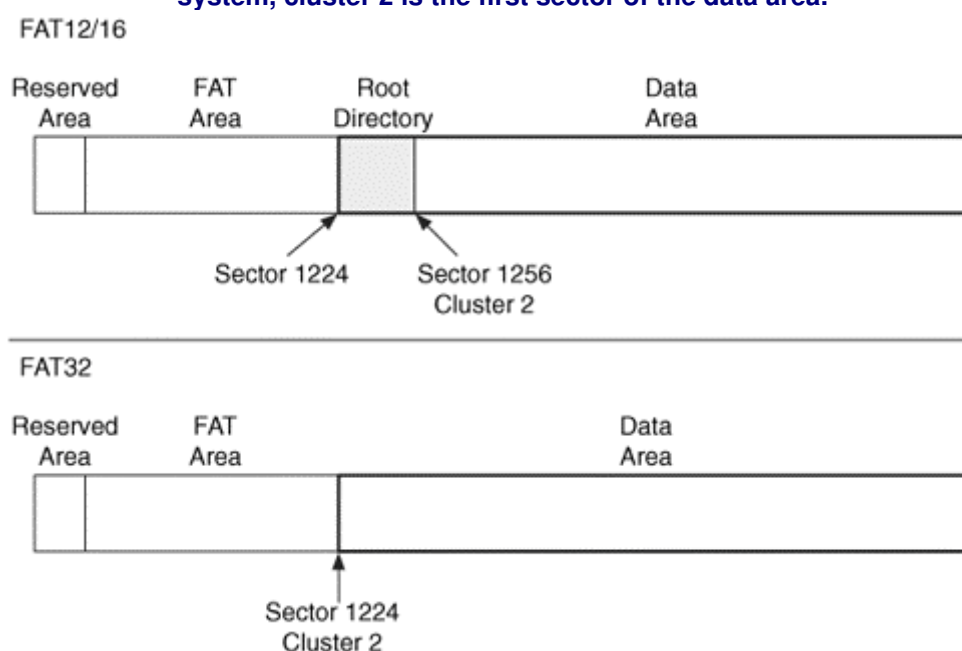 system, cluster 2 is the first sector of the data area.
FAT12/16
Reserved Area
FAT Area
Root Directory
Data Area
Sector 1224
Sector 1256
Cluster 2
FAT32
Reserved Area
FAT Area
Data Area
Sector 1224
Cluster 2